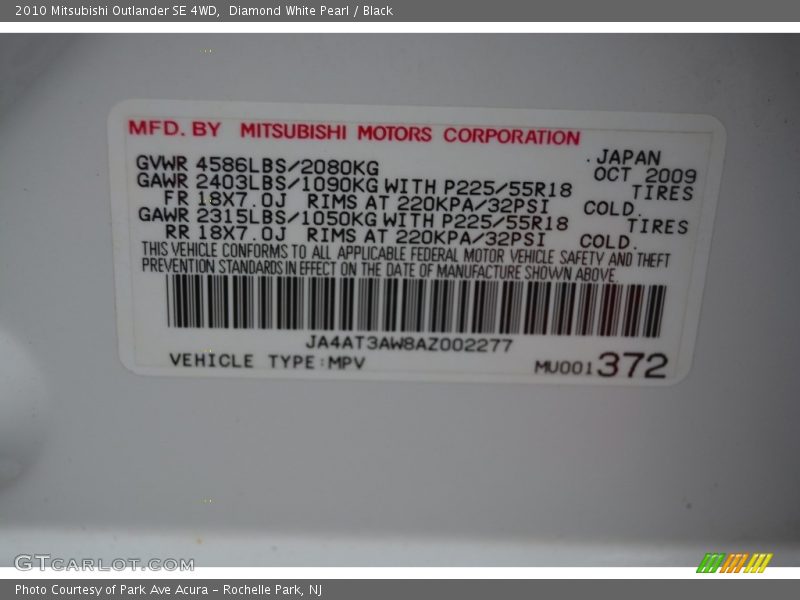 2010 Mitsubishi Outlander SE 4WD,  Diamond White Pearl / Black
MFD. BY MITSUBISHI MOTORS CORPORATION
GVWR 4586LBS/2080KG .JAPAN
OCT 2009
GAWR 2403LBS/1090KG WITH P225/55R18 TIRES
FR 18X7.0J RIMS AT 220KPA/32PSI COLD.
GAWR 2315LBS/1050KG WITH P225/55R18 TIRES
RR 18X7.0J RIMS AT 220KPA/32PSI COLD.
THIS VEHICLE CONFORMS TO ALL APPLICABLE FEDERAL MOTOR VEHICLE SAFETY AND THEFT
PREVENTION STANDARDS IN EFFECT ON THE DATE OF MANUFACTURE SHOWN ABOVE.
JA4AT3AW8AZ002277
VEHICLE TYPE:MPV MU001372
GTCARLOT.COM
Photo Courtesy of Park Ave Acura – Rochelle Park, NJ